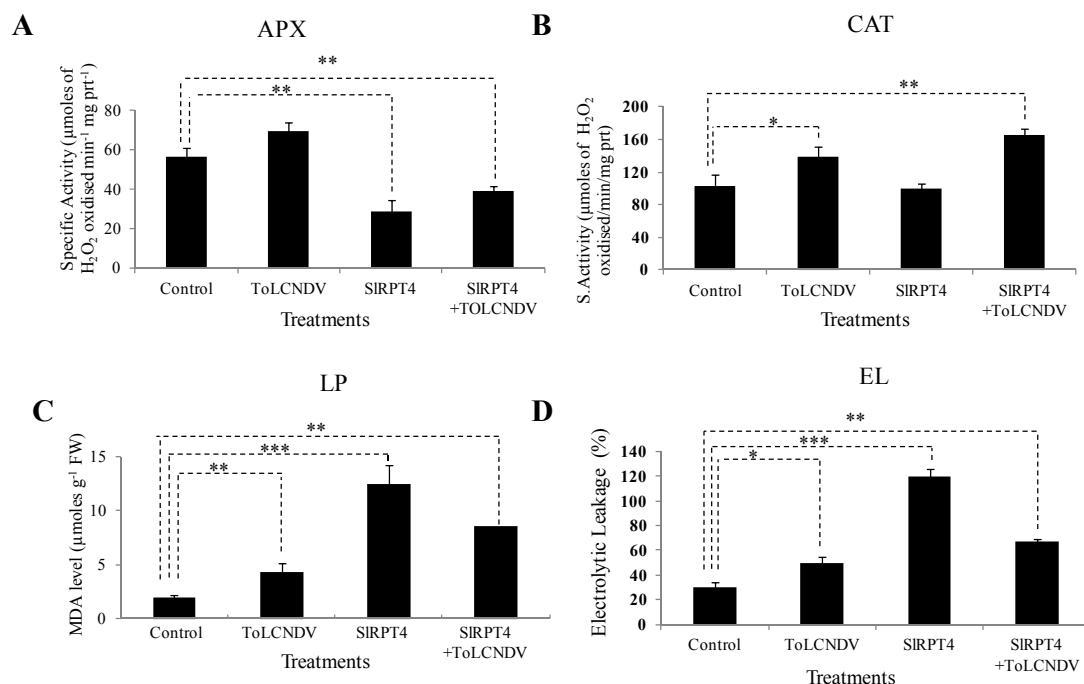 A
APX
Specific Activity (µmoles of
H₂O₂ oxidised min⁻¹ mg prt⁻¹)
80
60
40
20
0
**
**
Control
ToLCNDV
SlRPT4
SlRPT4
+TOLCNDV
Treatments
B
CAT
S.Activity (µmoles of H₂O₂
oxidised/min/mg prt)
200
160
120
80
40
0
**
*
Control
ToLCNDV
SlRPT4
SlRPT4
+ToLCNDV
Treatments
C
LP
MDA level (µmoles g⁻¹ FW)
15
10
5
0
**
***
**
Control
ToLCNDV
SlRPT4
SlRPT4
+ToLCNDV
Treatments
D
EL
Electrolytic Leakage (%)
140
120
100
80
60
40
20
0
**
***
*
Control
ToLCNDV
SlRPT4
SlRPT4
+ToLCNDV
Treatments